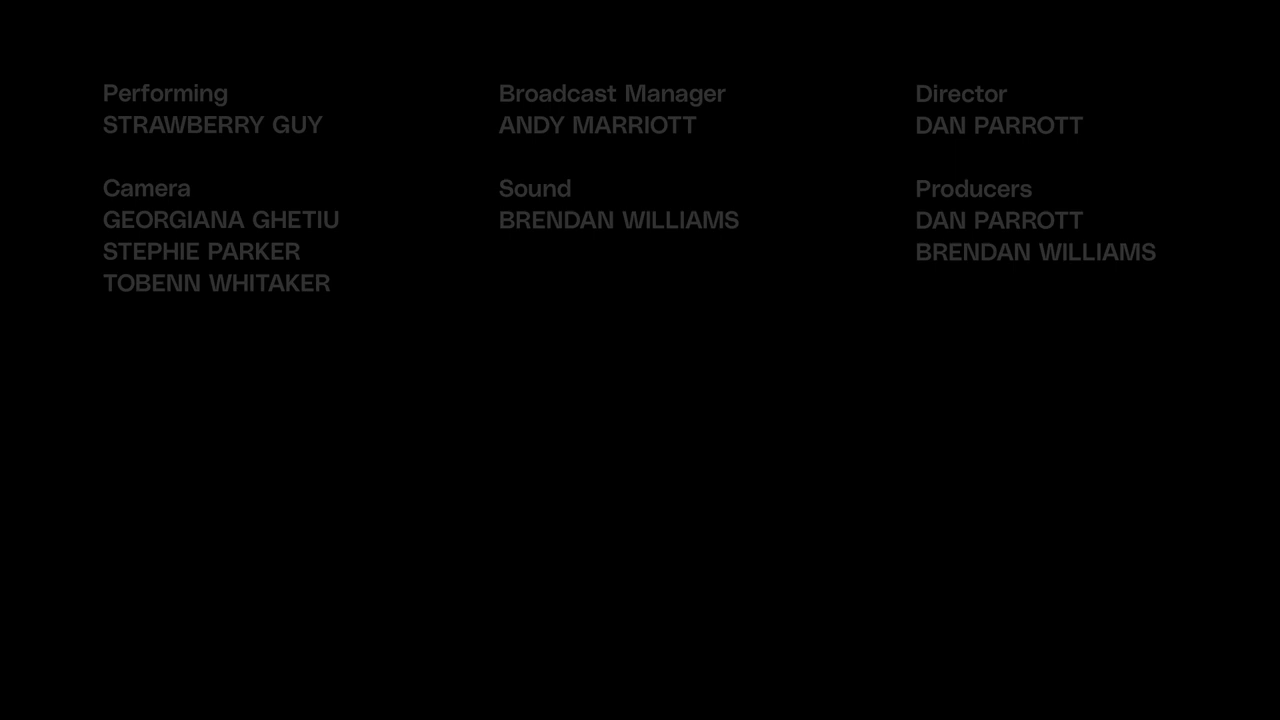 Performing
STRAWBERRY GUY
Camera
GEORGIANA GHETIU
STEPHIE PARKER
TOBENN WHITAKER
Broadcast Manager
ANDY MARRIOTT
Sound
BRENDAN WILLIAMS
Director
DAN PARROTT
Producers
DAN PARROTT
BRENDAN WILLIAMS